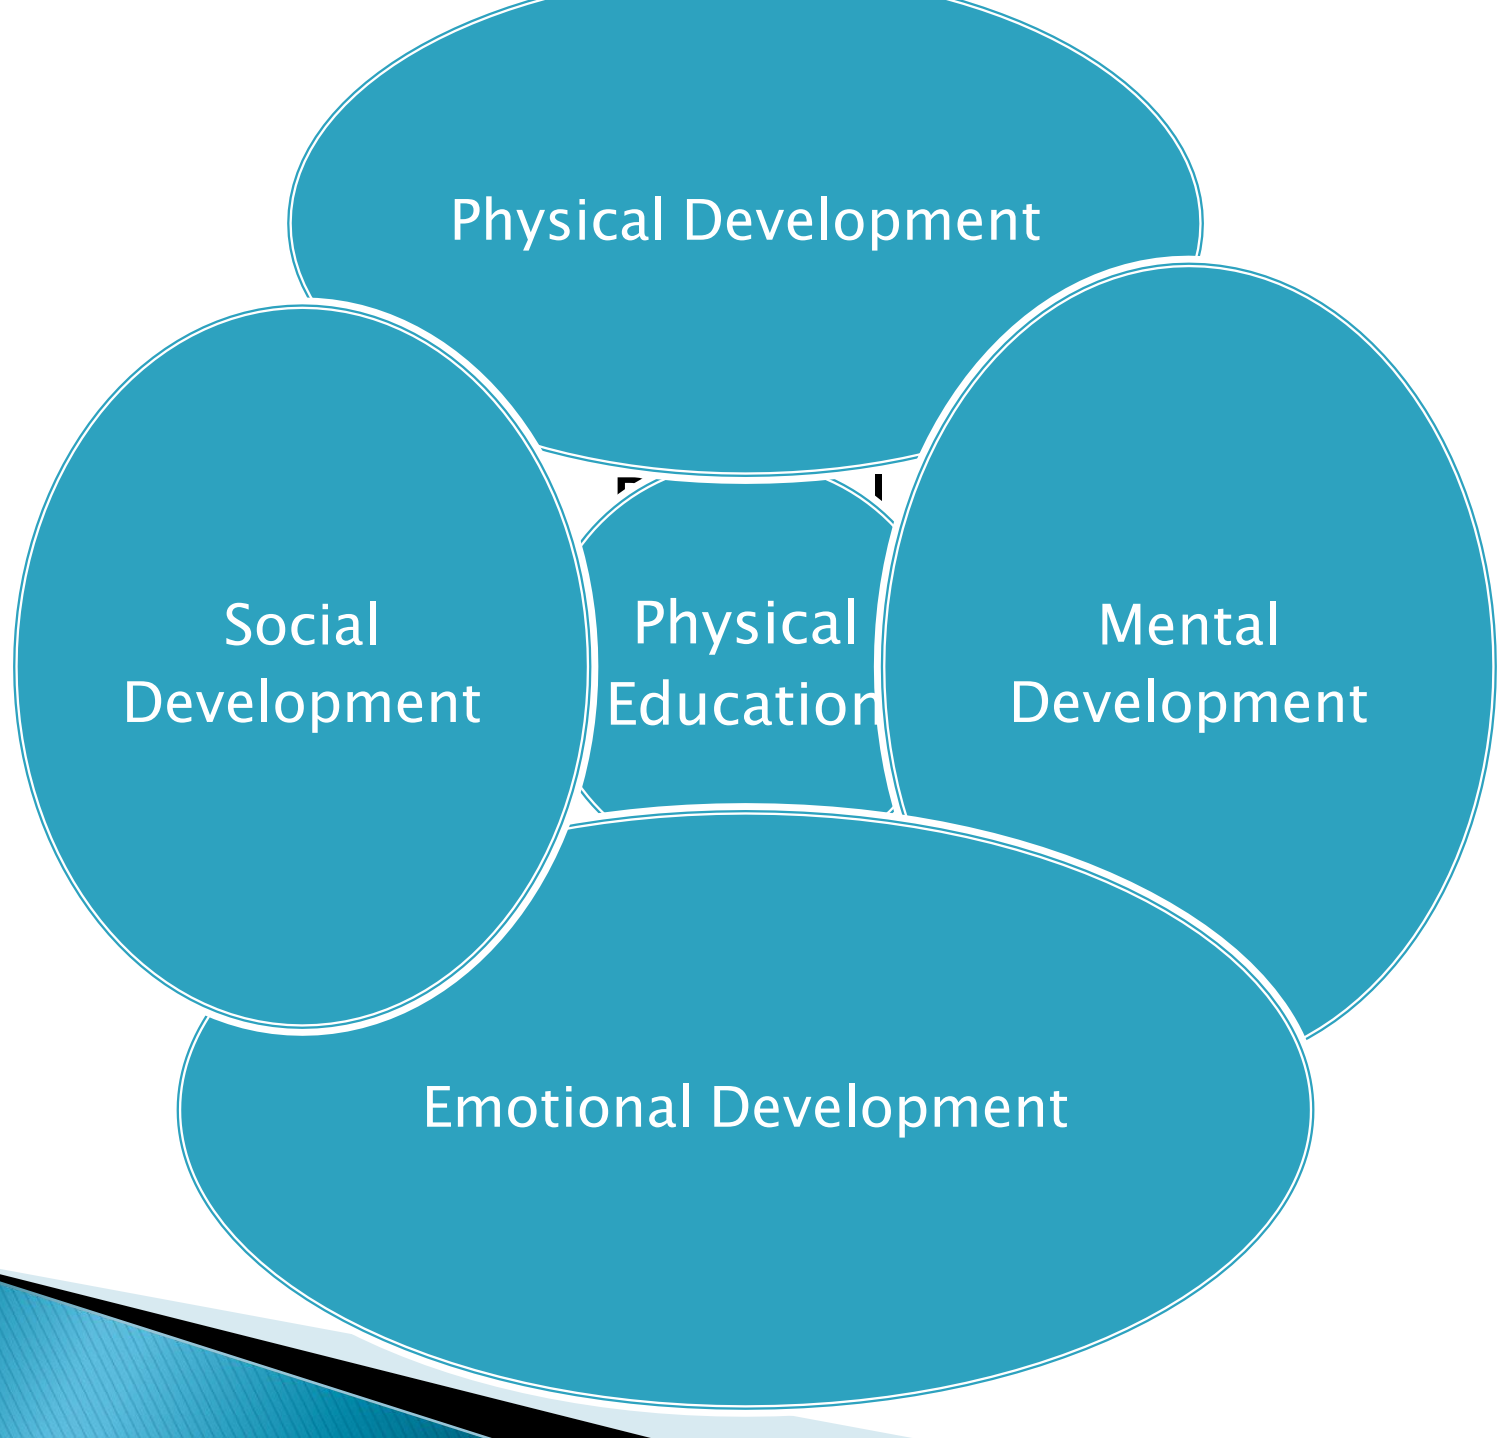 Physical Development
Social
Development
Physical
Education
Mental
Development
Emotional Development